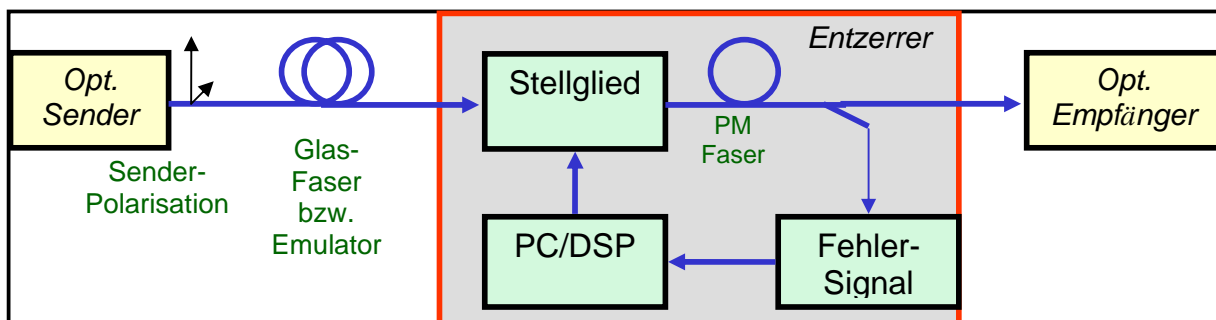 Opt.
Sender
Sender-
Polarisation
Glas-
Faser
bzw.
Emulator
Entzerrer
Stellglied
PM
Faser
PC/DSP
Fehler-
Signal
Opt.
Empfänger